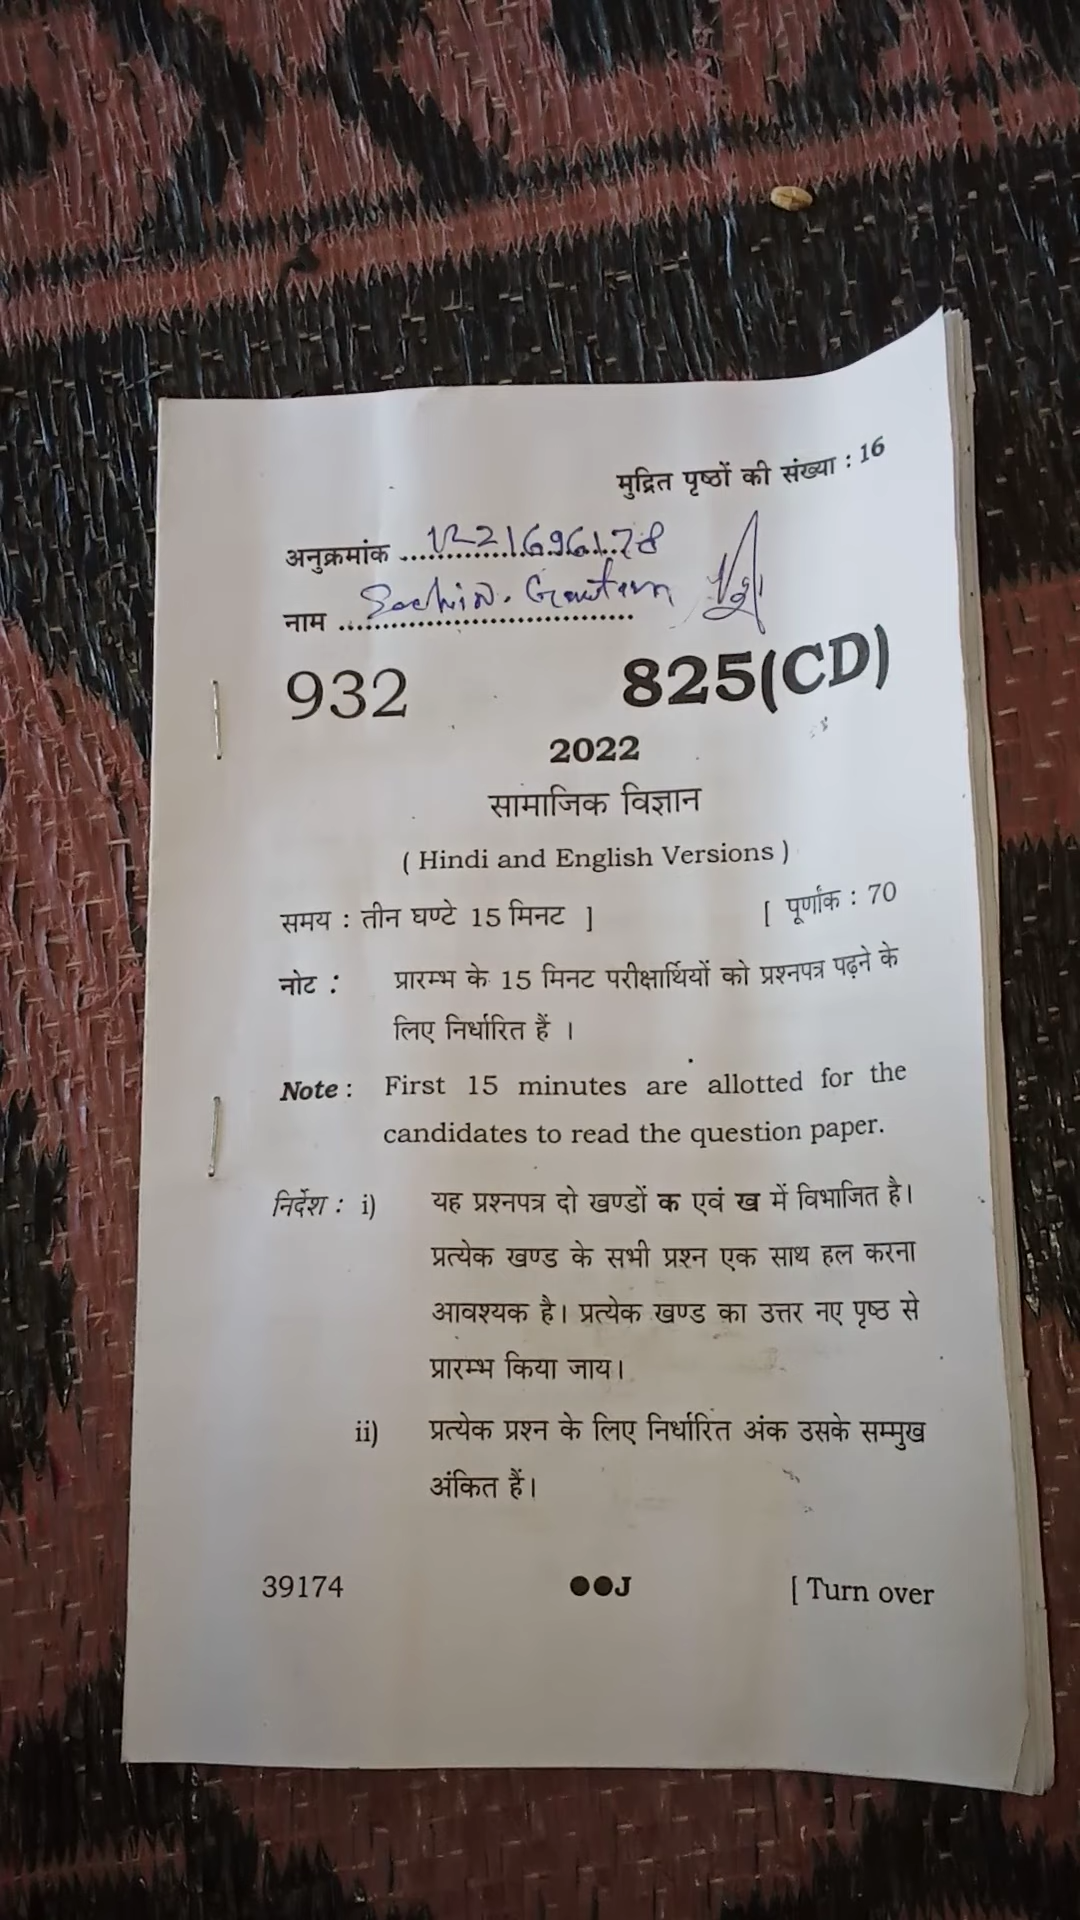 मुद्रित पृष्ठों की संख्या : 16
अनुक्रमांक ..................
नाम .............................. Gautam
932 825(CD)
2022
सामाजिक विज्ञान
( Hindi and English Versions )
समय : तीन घण्टे 15 मिनट ] [ पूर्णांक : 70
नोट : प्रारम्भ के 15 मिनट परीक्षार्थियों को प्रश्नपत्र पढ़ने के
लिए निर्धारित हैं ।
Note : First 15 minutes are allotted for the
candidates to read the question paper.
निर्देश : i) यह प्रश्नपत्र दो खण्डों क एवं ख में विभाजित है।
प्रत्येक खण्ड के सभी प्रश्न एक साथ हल करना
आवश्यक है। प्रत्येक खण्ड का उत्तर नए पृष्ठ से
प्रारम्भ किया जाय।
ii) प्रत्येक प्रश्न के लिए निर्धारित अंक उसके सम्मुख
अंकित हैं।
39174 ●●J [ Turn over